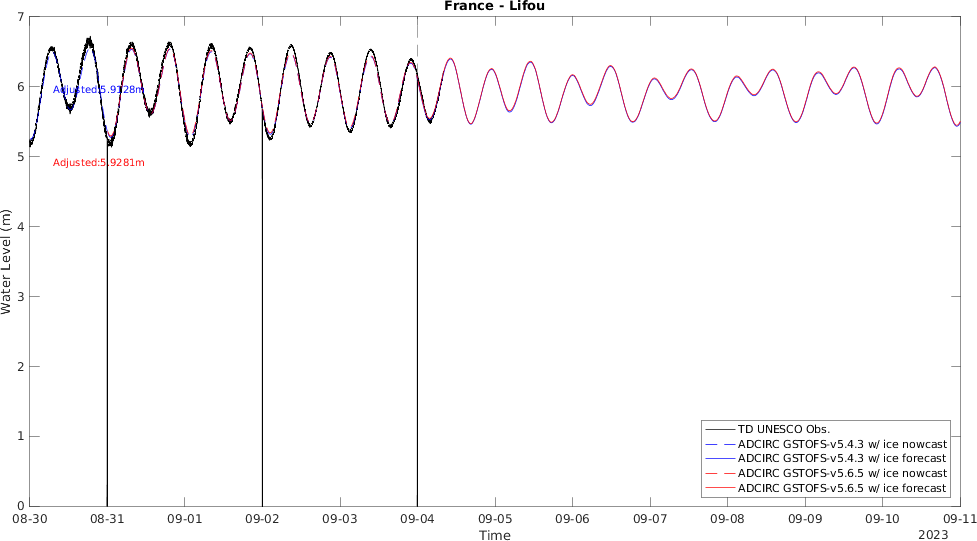 France - Lifou
7
6
5
4
3
2
1
0
Water Level (m)
Adjusted:5.9128m
Adjusted:5.9281m
TD UNESCO Obs.
ADCIRC GSTOFS-v5.4.3 w/ ice nowcast
ADCIRC GSTOFS-v5.4.3 w/ ice forecast
ADCIRC GSTOFS-v5.6.5 w/ ice nowcast
ADCIRC GSTOFS-v5.6.5 w/ ice forecast
08-30 08-31 09-01 09-02 09-03 09-04 09-05 09-06 09-07 09-08 09-09 09-10 09-11
Time
2023